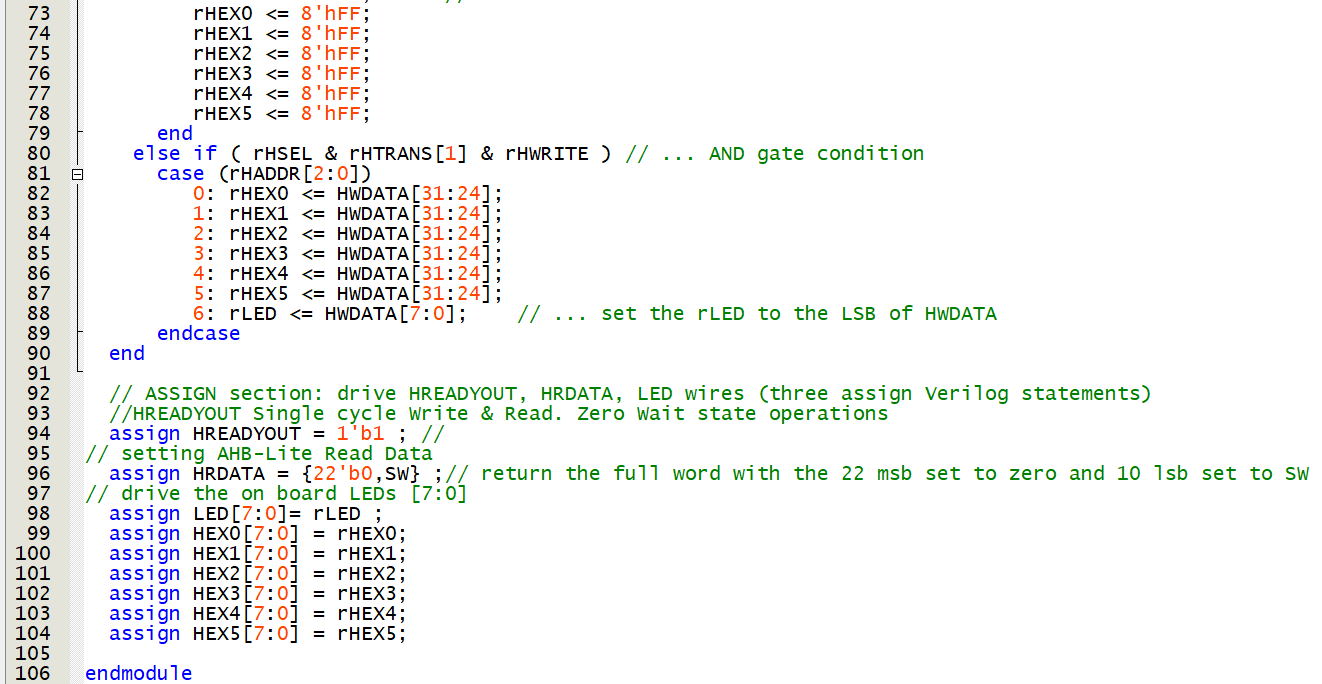 73 rHEX0 <= 8'hFF;
74 rHEX1 <= 8'hFF;
75 rHEX2 <= 8'hFF;
76 rHEX3 <= 8'hFF;
77 rHEX4 <= 8'hFF;
78 rHEX5 <= 8'hFF;
79 end
80 else if ( rHSEL & rHTRANS[1] & rHWRITE ) // ... AND gate condition
81 case (rHADDR[2:0])
82 0: rHEX0 <= HWDATA[31:24];
83 1: rHEX1 <= HWDATA[31:24];
84 2: rHEX2 <= HWDATA[31:24];
85 3: rHEX3 <= HWDATA[31:24];
86 4: rHEX4 <= HWDATA[31:24];
87 5: rHEX5 <= HWDATA[31:24];
88 6: rLED <= HWDATA[7:0]; // ... set the rLED to the LSB of HWDATA
89 endcase
90 end
91
92 // ASSIGN section: drive HREADYOUT, HRDATA, LED wires (three assign Verilog statements)
93 //HREADYOUT Single cycle Write & Read. Zero Wait state operations
94 assign HREADYOUT = 1'b1 ; //
95 // setting AHB-Lite Read Data
96 assign HRDATA = {22'b0,SW} ;// return the full word with the 22 msb set to zero and 10 lsb set to SW
97 // drive the on board LEDs [7:0]
98 assign LED[7:0]= rLED ;
99 assign HEX0[7:0] = rHEX0;
100 assign HEX1[7:0] = rHEX1;
101 assign HEX2[7:0] = rHEX2;
102 assign HEX3[7:0] = rHEX3;
103 assign HEX4[7:0] = rHEX4;
104 assign HEX5[7:0] = rHEX5;
105
106 endmodule